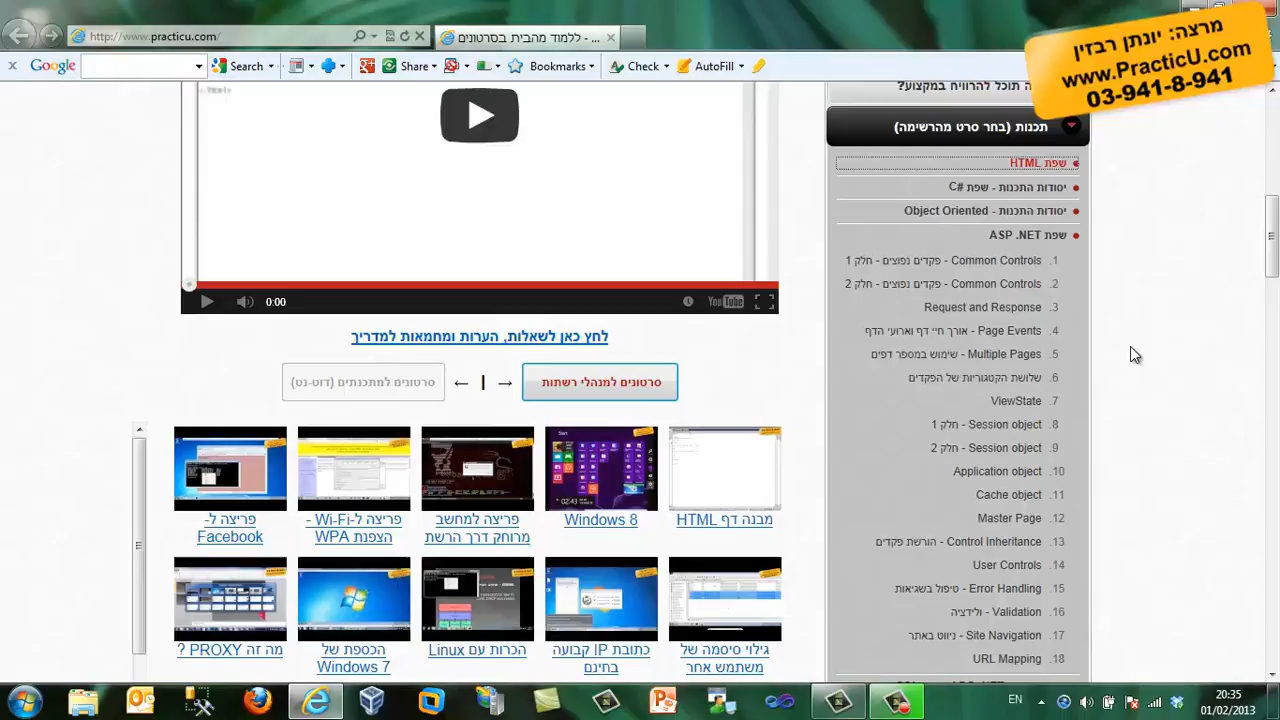 http://www.practicu.com/
ללמוד מהבית בסרטונים - ...
מרצה: יונתן רבזין
www.PracticU.com
03-941-8-941
Google
Search
Share
Bookmarks
Check
AutoFill
ה תוכל להרוויח במקצוע?
תכנות (בחר סרט מהרשימה)
שפת HTML
יסודות התכנות - שפת C#
יסודות התכנות - Object Oriented
שפת ASP .NET
1. Common Controls - פקדים נפוצים - חלק 1
2. Common Controls - פקדים נפוצים - חלק 2
3. Request and Response
4. Page Events - אורך חיי דף וארועי הדף
5. Multiple Pages - שימוש במספר דפים
6. שלושת הקטגוריות של הפקדים
7. ViewState
8. Session object - חלק 1
9. Session object - חלק 2
10. Application object
11. Cache object
12. Master Page
13. Control Inheritance - הורשת פקדים
14. User Controls
15. Error Handling - טיפול בשגיאות
16. Validation - ולידציה
17. Site Navigation - ניווט באתר
18. URL Mapping
0:00
YouTube
לחץ כאן לשאלות, הערות ומחמאות למדריך
סרטונים למנהלי רשתות
→ | ←
סרטונים למתכנתים (דוט-נט)
מבנה דף HTML
Windows 8
פריצה למחשב
מרוחק דרך הרשת
פריצה ל-Wi-Fi -
הצפנת WPA
פריצה ל-
Facebook
גילוי סיסמה של
משתמש אחר
כתובת IP קבועה
בחינם
הכרות עם Linux
הכספת של
Windows 7
מה זה PROXY ?
EN
20:35
01/02/2013